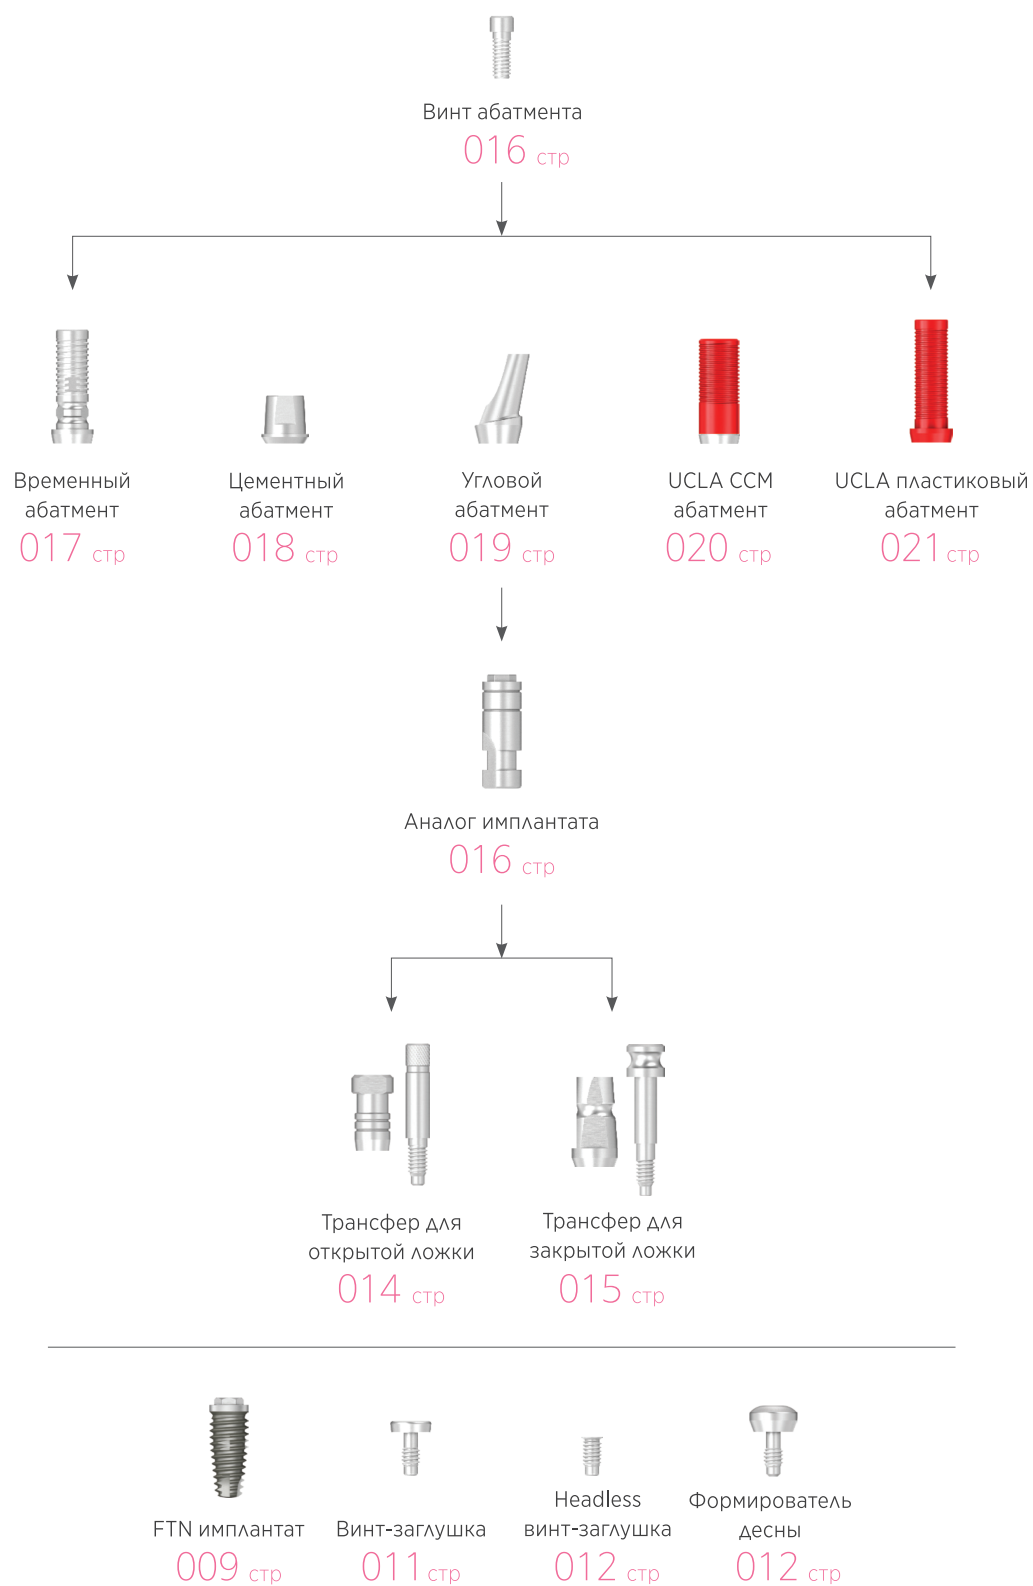 Винт абатмента
016 стр
Временный
абатмент
017 стр
Цементный
абатмент
018 стр
Угловой
абатмент
019 стр
UCLA CCM
абатмент
020 стр
UCLA пластиковый
абатмент
021 стр
Аналог имплантата
016 стр
Трансфер для
открытой ложки
014 стр
Трансфер для
закрытой ложки
015 стр
FTN имплантат
009 стр
Винт-заглушка
011 стр
Headless
винт-заглушка
012 стр
Формирователь
десны
012 стр